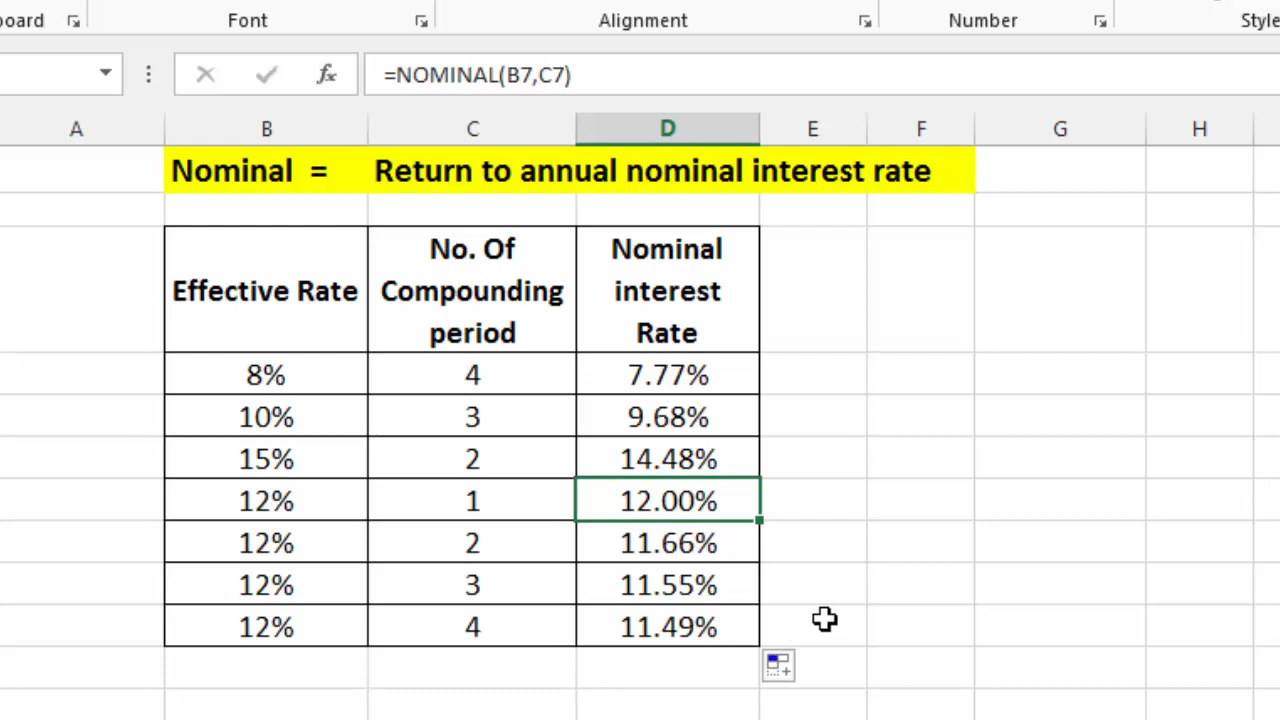 oard Font Alignment Number Style
fx =NOMINAL(B7,C7)
A B C D E F G H
Nominal = Return to annual nominal interest rate
Effective Rate No. Of Compounding period Nominal interest Rate
8% 4 7.77%
10% 3 9.68%
15% 2 14.48%
12% 1 12.00%
12% 2 11.66%
12% 3 11.55%
12% 4 11.49%